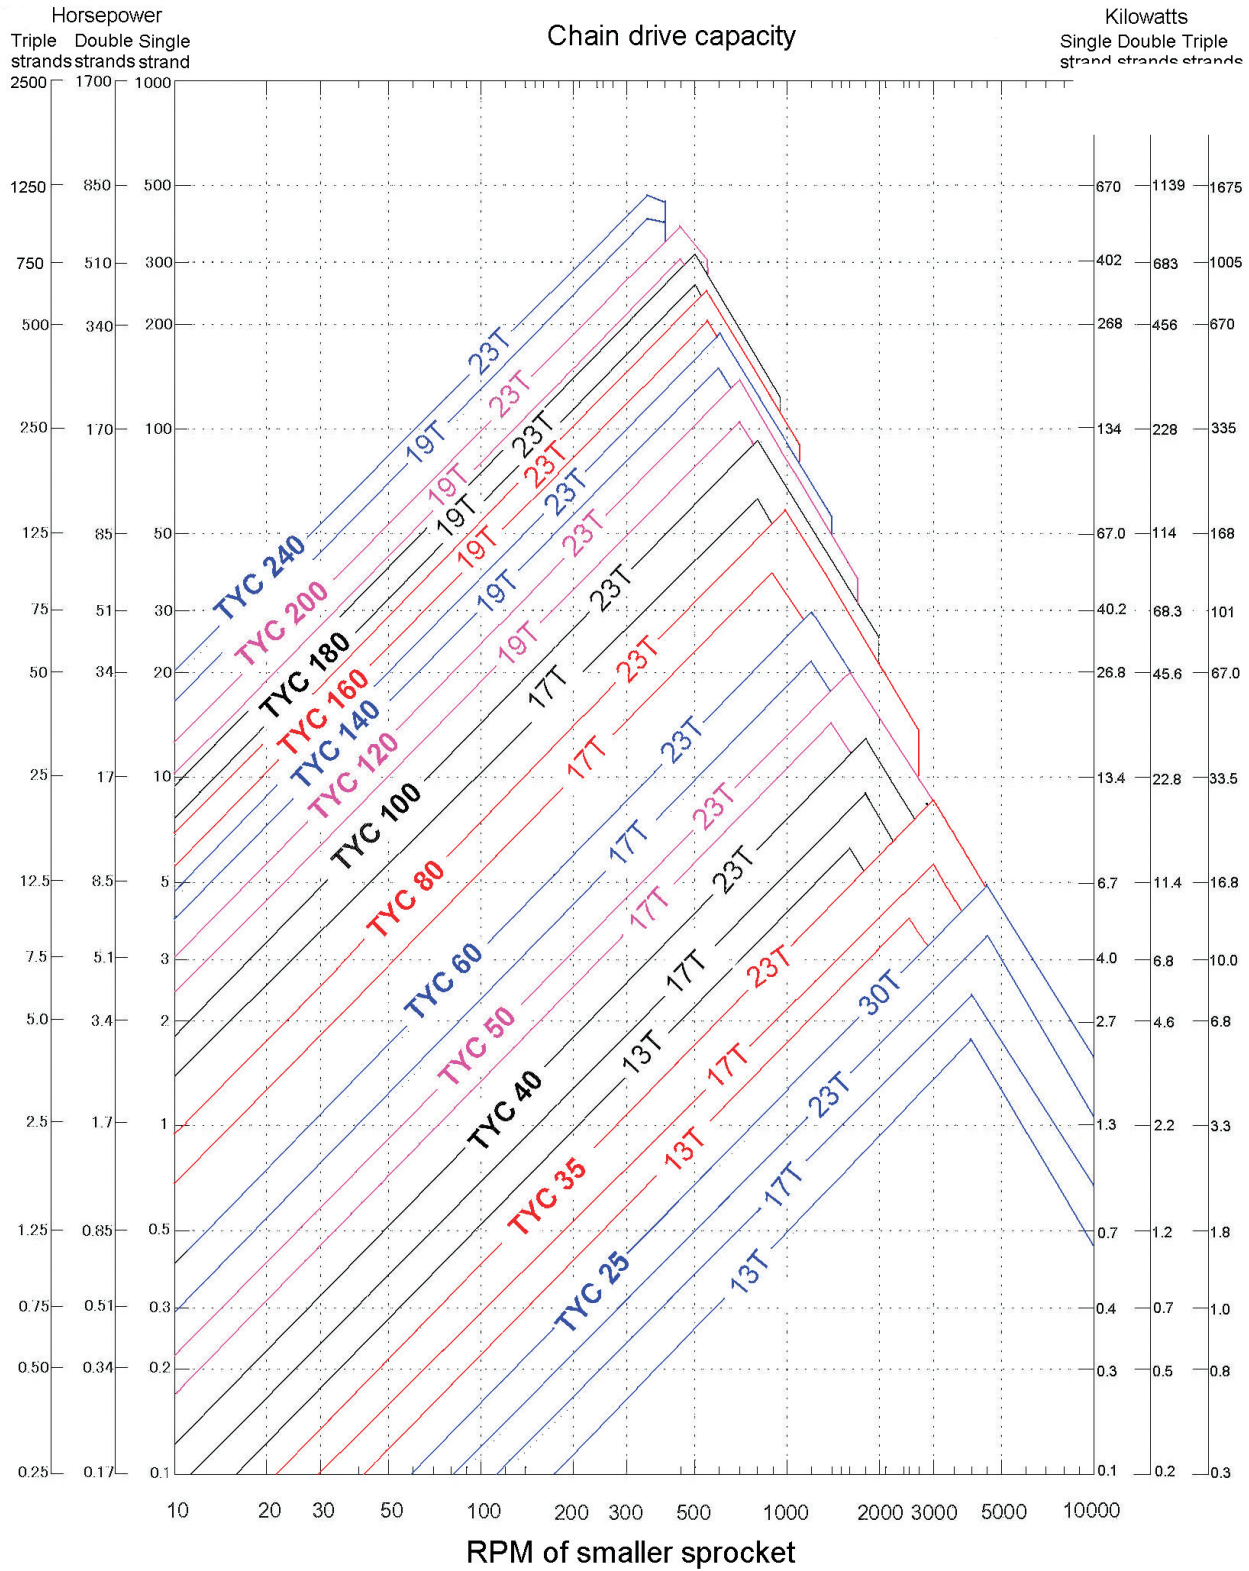 Horsepower
Kilowatts
Chain drive capacity
Triple Double Single
strands strands strand
Single Double Triple
strand strands strands
2500 1700 1000
1250 850 500 670 1139 1675
750 510 300 402 683 1005
500 340 200 268 456 670
250 170 100 134 228 335
125 85 50 67.0 114 168
75 51 30 40.2 68.3 101
50 34 20 26.8 45.6 67.0
25 17 10 13.4 22.8 33.5
12.5 8.5 5 6.7 11.4 16.8
7.5 5.1 3 4.0 6.8 10.0
5.0 3.4 2 2.7 4.6 6.8
2.5 1.7 1 1.3 2.2 3.3
1.25 0.85 0.5 0.7 1.2 1.8
0.75 0.51 0.3 0.4 0.7 1.0
0.50 0.34 0.2 0.3 0.5 0.8
0.25 0.17 0.1 0.1 0.2 0.3
TYC 240 19T 23T
TYC 200 19T 23T
TYC 180 19T 23T
TYC 160 19T 23T
TYC 140 19T 23T
TYC 120 19T 23T
TYC 100 17T 23T
TYC 80 17T 23T
TYC 60 17T 23T
TYC 50 17T 23T
TYC 40 13T 17T 23T
TYC 35 13T 17T 23T
TYC 25 13T 17T 23T 30T
10 20 30 50 100 200 300 500 1000 2000 3000 5000 10000
RPM of smaller sprocket